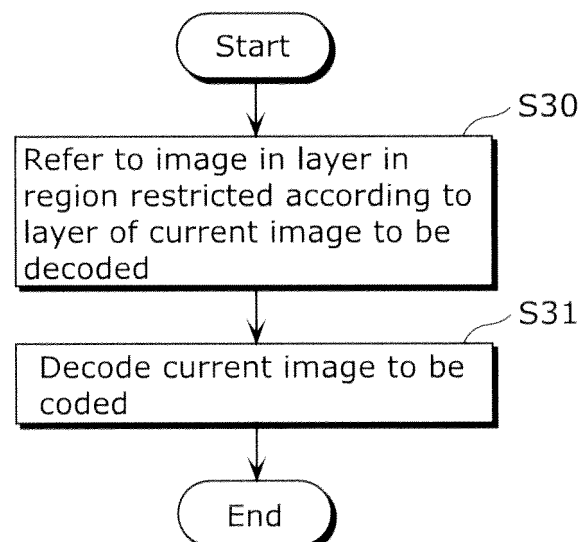 Start
S30
Refer to image in layer in
region restricted according to
layer of current image to be
decoded
S31
Decode current image to be
coded
End